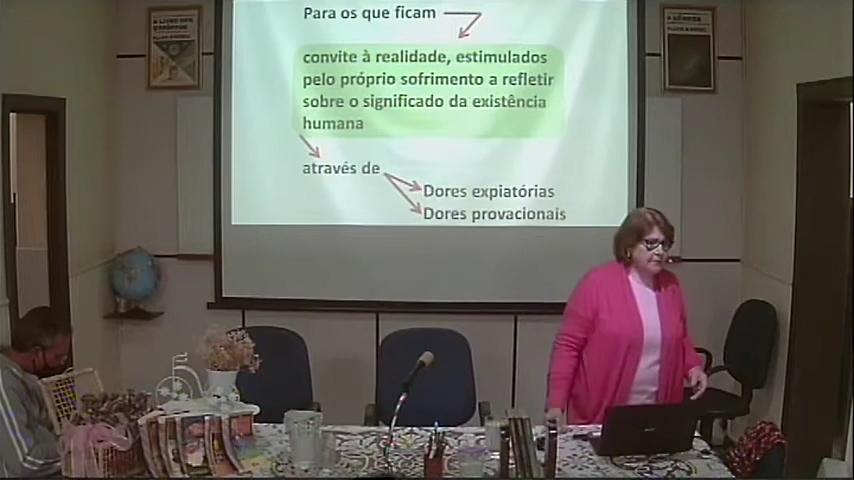 Para os que ficam
convite à realidade, estimulados
pelo próprio sofrimento a refletir
sobre o significado da existência
humana
através de
Dores expiatórias
Dores provacionais